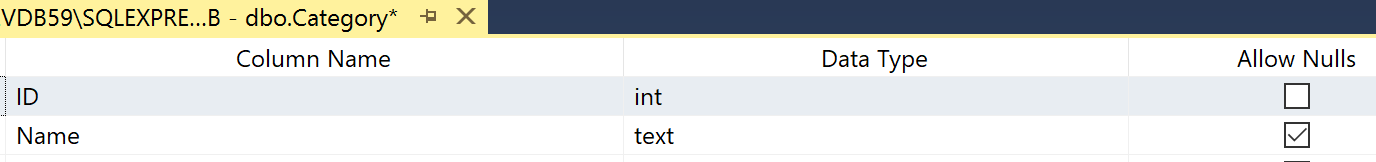 VDB59\SQLEXPRE...B - dbo.Category*
Column Name Data Type Allow Nulls
ID int
Name text